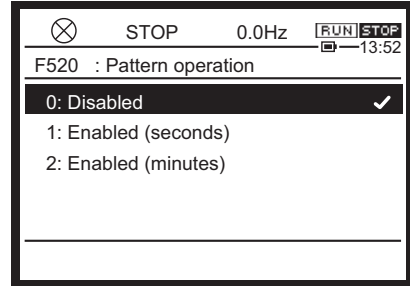 STOP 0.0Hz RUN STOP
13:52
F520 : Pattern operation
0: Disabled
1: Enabled (seconds)
2: Enabled (minutes)